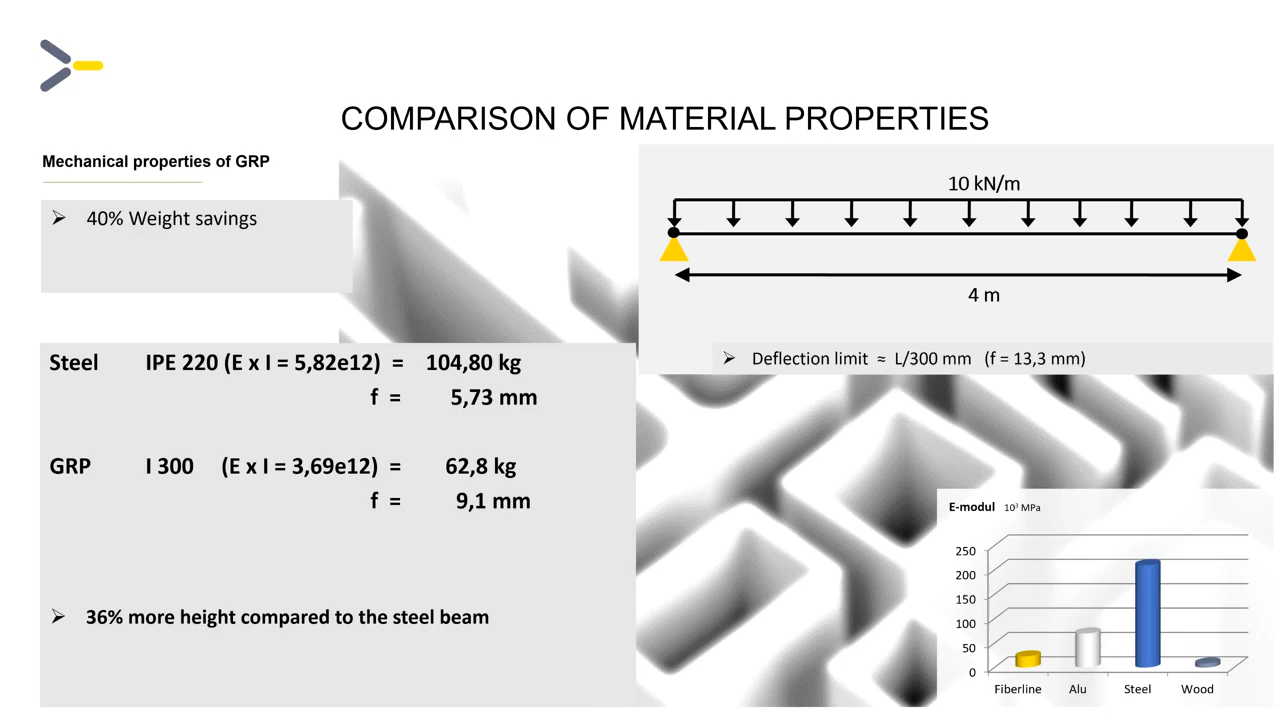 COMPARISON OF MATERIAL PROPERTIES
Mechanical properties of GRP
➢ 40% Weight savings
10 kN/m
4 m
➢ Deflection limit ≈ L/300 mm (f = 13,3 mm)
Steel IPE 220 (E x I = 5,82e12) = 104,80 kg
f = 5,73 mm
GRP I 300 (E x I = 3,69e12) = 62,8 kg
f = 9,1 mm
➢ 36% more height compared to the steel beam
E-modul 10³ MPa
250
200
150
100
50
0
Fiberline Alu Steel Wood